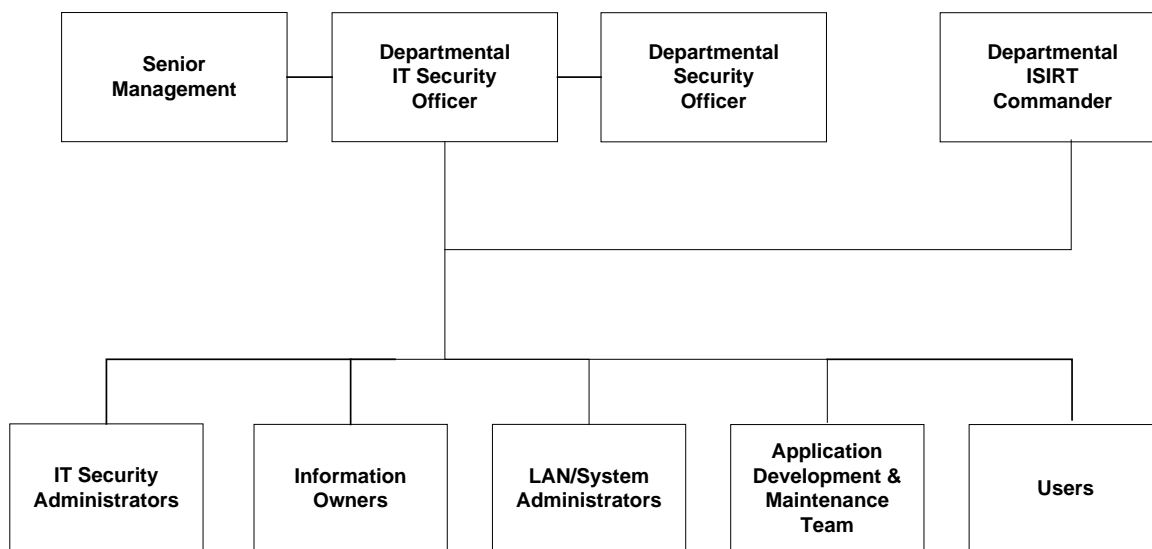 Senior
Management
Departmental
IT Security
Officer
Departmental
Security
Officer
Departmental
ISIRT
Commander
IT Security
Administrators
Information
Owners
LAN/System
Administrators
Application
Development &
Maintenance
Team
Users